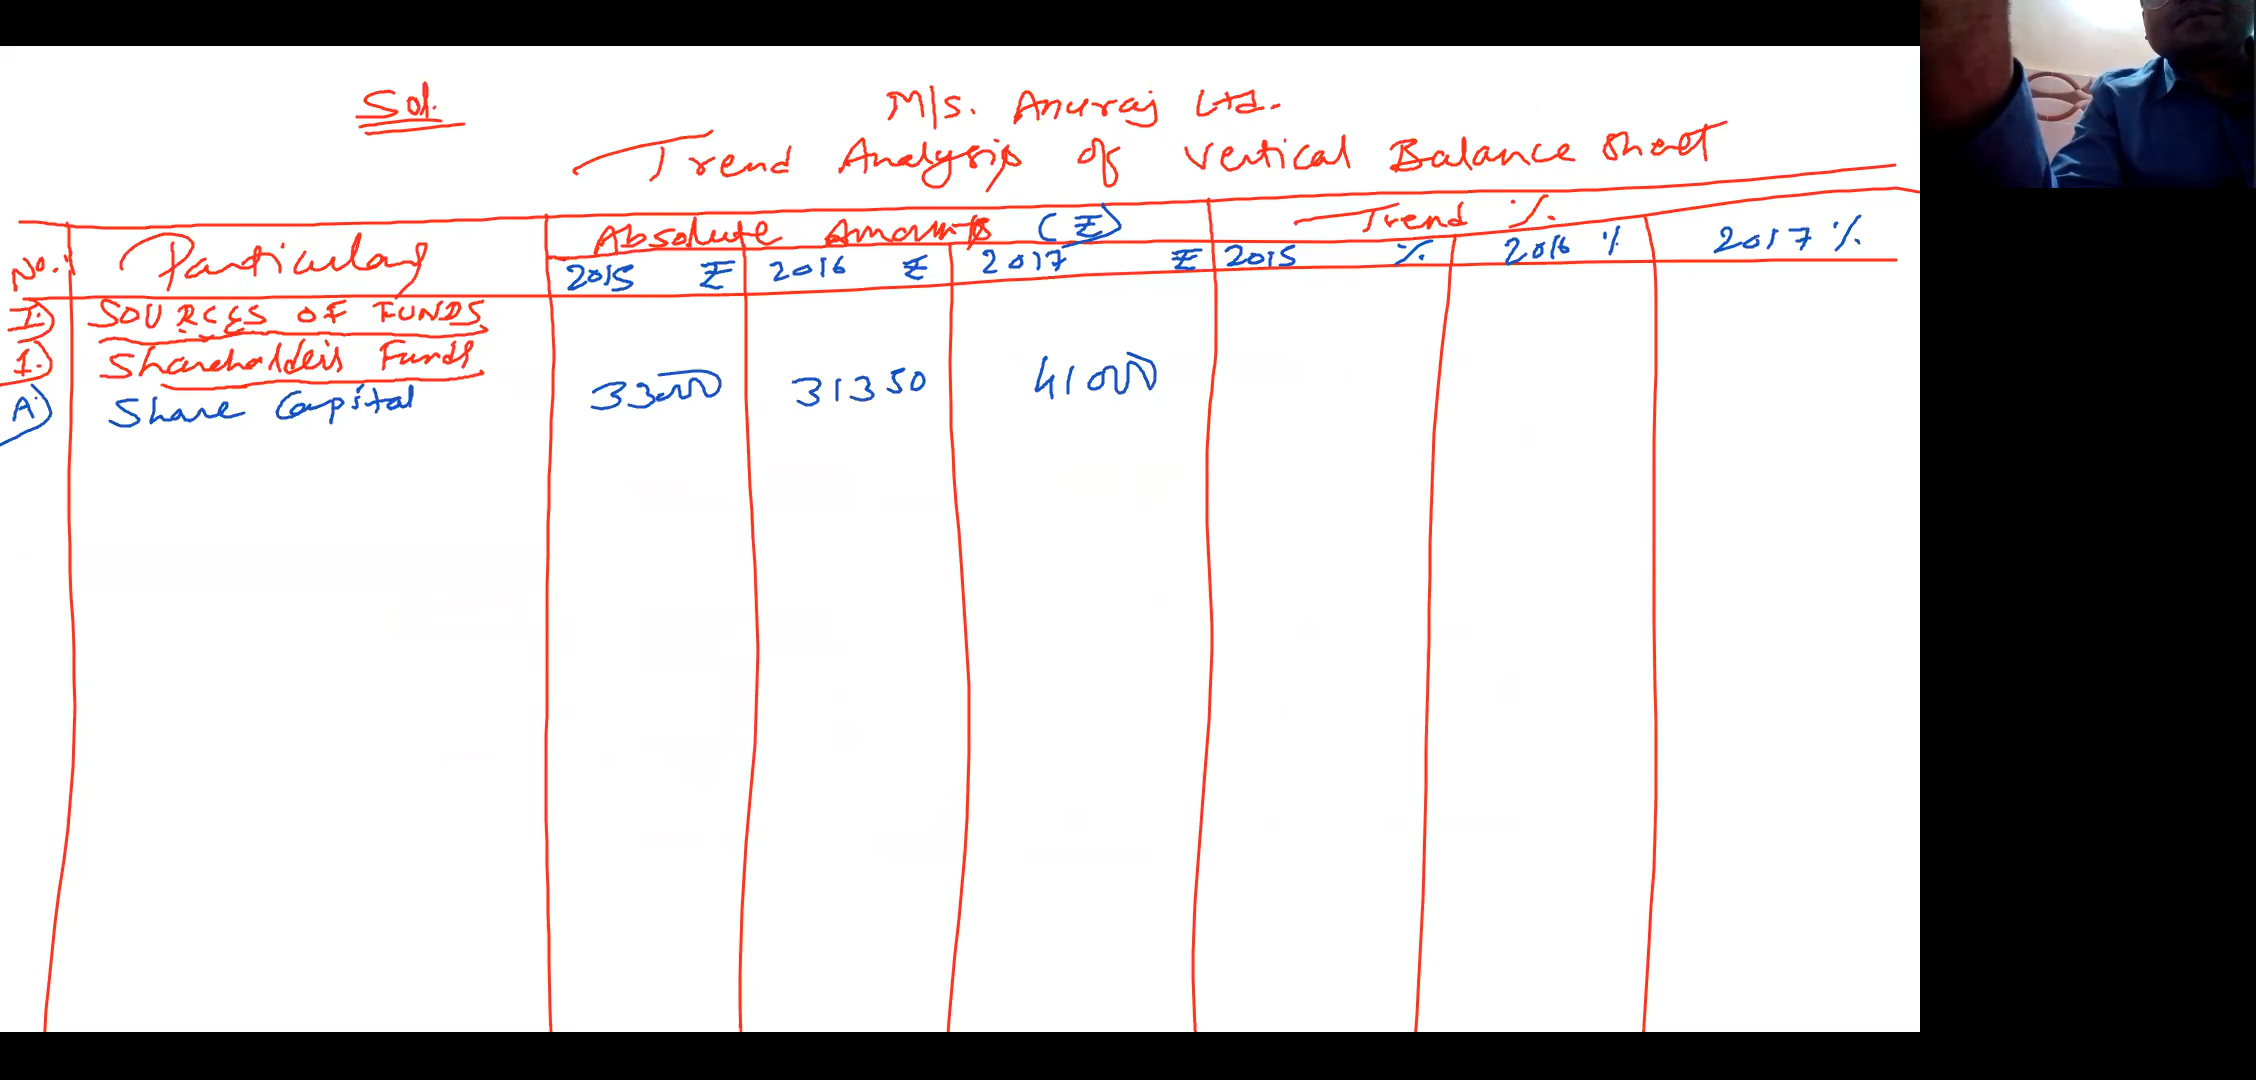 Sol. M/s. Anuraj Ltd.
Trend Analysis of Vertical Balance Sheet
No. Particulars Absolute Amounts (₹) Trend %
2015 ₹ 2016 ₹ 2017 ₹ 2015 % 2016 % 2017 %
I) SOURCES OF FUNDS
1.) Shareholder's Funds
A) Share Capital 33000 31350 41000